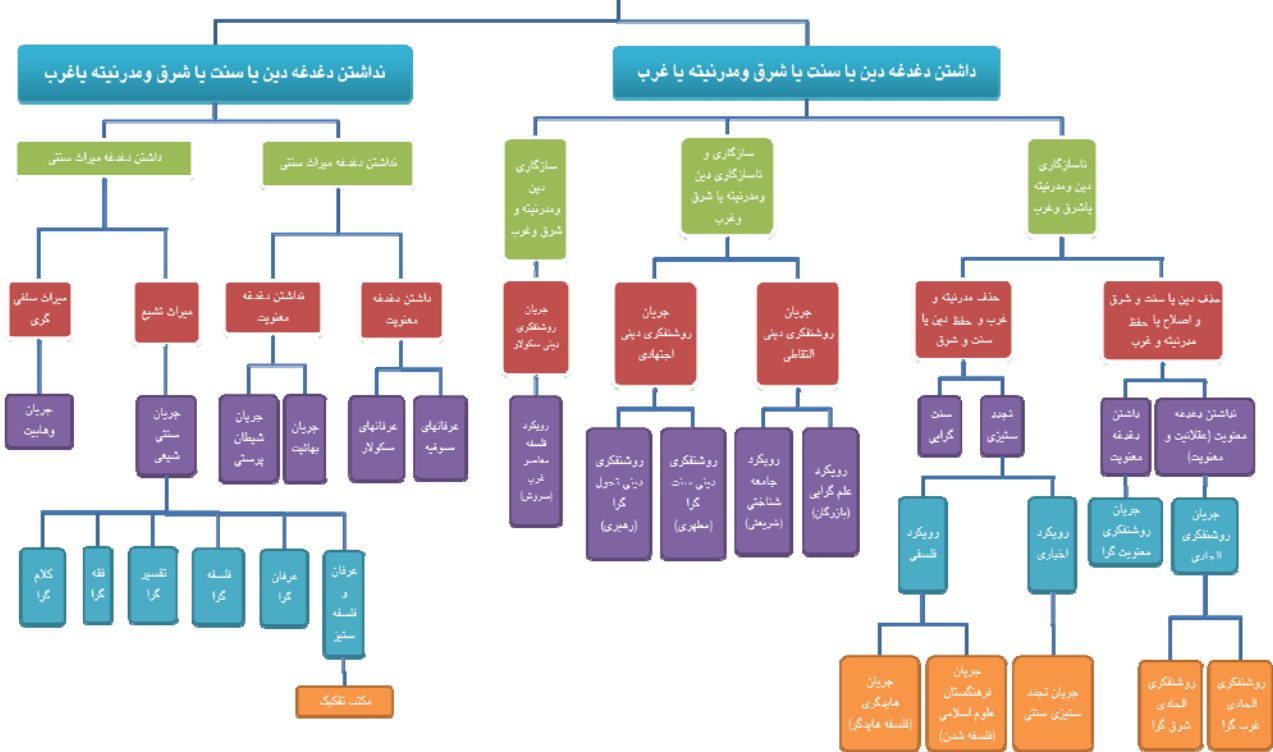 داشتن دغدغه دین یا سنت یا شرق ومدرنیته یا غرب
نداشتن دغدغه دین یا سنت یا شرق ومدرنیته یاغرب
ناسازگاری
دین ومدرنیته
یاشرق وغرب
سازگاری و
ناسازگاری دین
ومدرنیته یا شرق
وغرب
سازگاری
دین
ومدرنیته و
شرق وغرب
نداشتن دغدغه میراث سنتی
داشتن دغدغه میراث سنتی
حذف دین یا سنت و شرق
و اصلاح یا حفظ
مدرنیته و غرب
حذف مدرنیته و
غرب و حفظ دین یا
سنت و شرق
جریان
روشنفکری دینی
التقاطی
جریان
روشنفکری دینی
اجتهادی
جریان
روشنفکری
دینی سکولار
داشتن دغدغه
معنویت
نداشتن دغدغه
معنویت
میراث تشیع
میراث سلفی
گری
نداشتن دغدغه
معنویت (عقلانیت و
معنویت)
داشتن
دغدغه
معنویت
تجدد
ستیزی
سنت
گرایی
رویکرد
علم گرایی
(بازرگان)
رویکرد
جامعه
شناختی
(شریعتی)
روشنفکری
دینی سنت
گرا
(مطهری)
روشنفکری
دینی تحول
گرا
(رهبری)
رویکرد
فلسفه
معاصر
غرب
(سروش)
عرفانهای
صوفیه
عرفانهای
سکولار
جریان
بهائیت
جریان
شیطان
پرستی
جریان
سنتی
شیعی
جریان
وهابیت
جریان
روشنفکری
الحادی
جریان
روشنفکری
معنویت گرا
رویکرد
اخباری
رویکرد
فلسفی
عرفان
و
فلسفه
ستیز
عرفان
گرا
فلسفه
گرا
تفسیر
گرا
فقه
گرا
کلام
گرا
روشنفکری
الحادی
غرب گرا
روشنفکری
الحادی
شرق گرا
جریان تجدد
ستیزی سنتی
جریان
فرهنگستان
علوم اسلامی
(فلسفه شدن)
جریان
هایدگری
(فلسفه هایدگر)
مکتب تفکیک